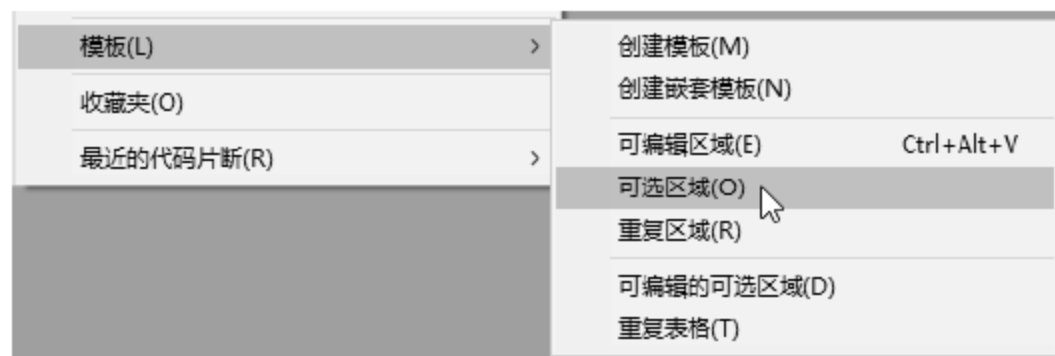 模板(L)
收藏夹(O)
最近的代码片断(R)
创建模板(M)
创建嵌套模板(N)
可编辑区域(E) Ctrl+Alt+V
可选区域(O)
重复区域(R)
可编辑的可选区域(D)
重复表格(T)